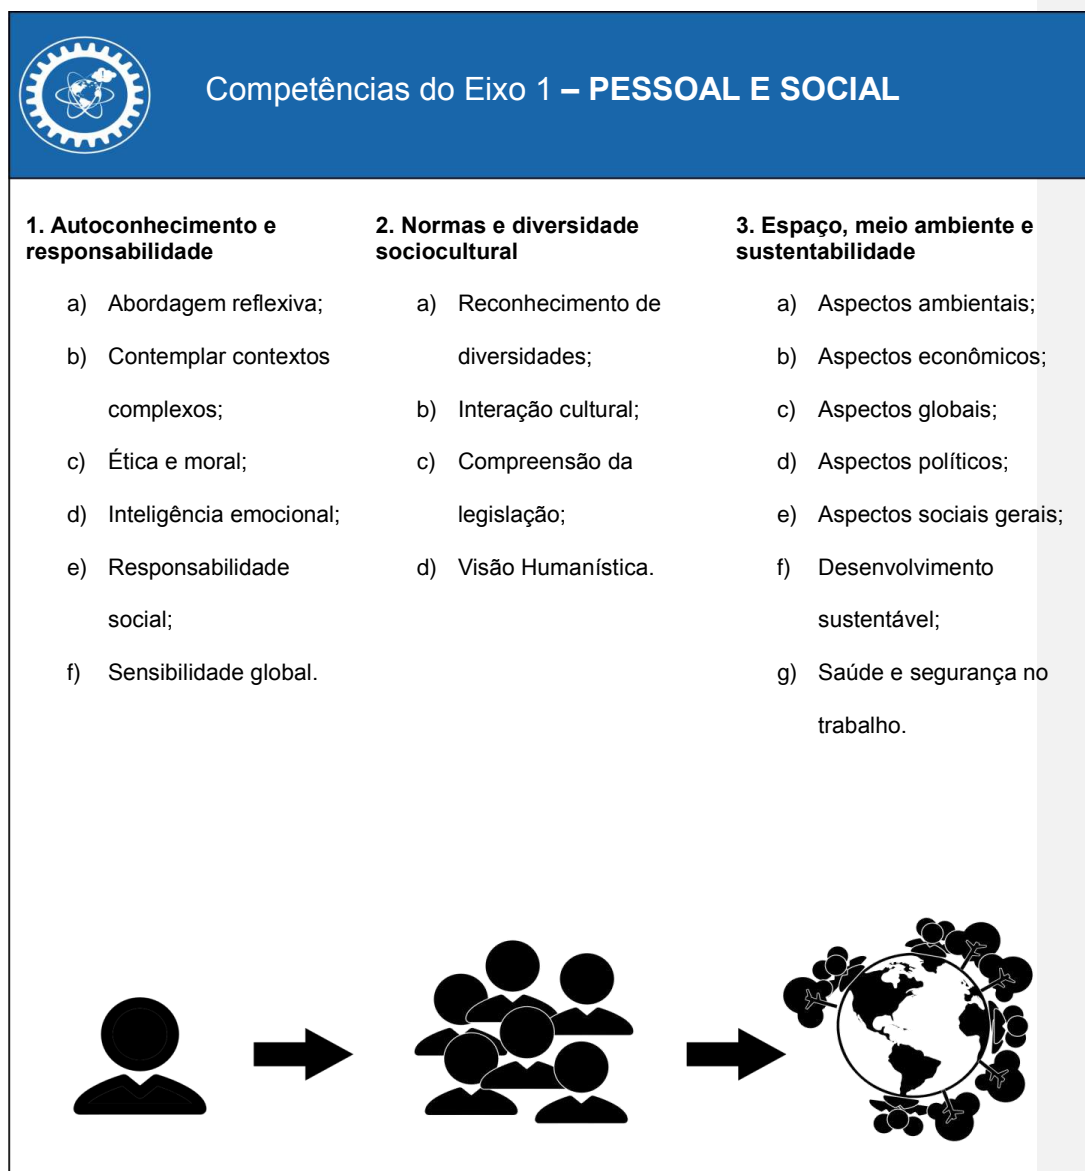 Competências do Eixo 1 – PESSOAL E SOCIAL
1. Autoconhecimento e
responsabilidade
a) Abordagem reflexiva;
b) Contemplar contextos
complexos;
c) Ética e moral;
d) Inteligência emocional;
e) Responsabilidade
social;
f) Sensibilidade global.
2. Normas e diversidade
sociocultural
a) Reconhecimento de
diversidades;
b) Interação cultural;
c) Compreensão da
legislação;
d) Visão Humanística.
3. Espaço, meio ambiente e
sustentabilidade
a) Aspectos ambientais;
b) Aspectos econômicos;
c) Aspectos globais;
d) Aspectos políticos;
e) Aspectos sociais gerais;
f) Desenvolvimento
sustentável;
g) Saúde e segurança no
trabalho.